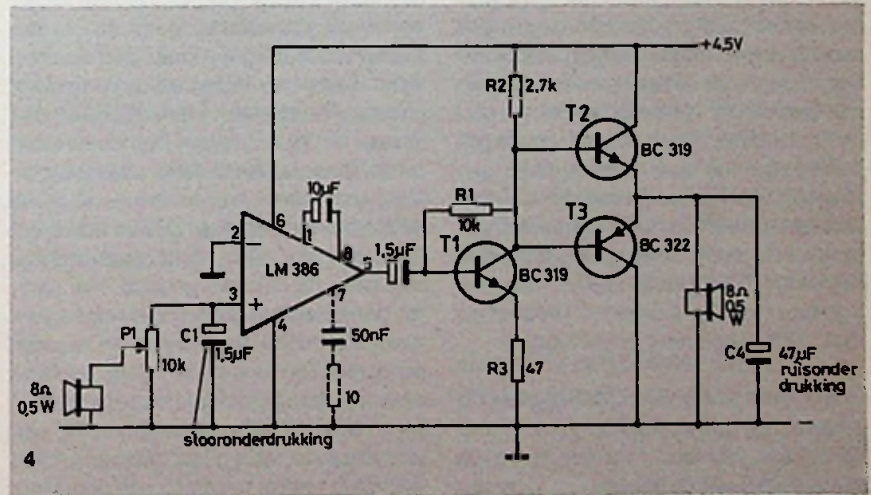 +4,5V
R2
2.7k
T2
BC 319
10µF
R1
10k
T3
BC 322
6
1
8
2
1,5µF
T1
BC 319
LM 386
5
3
7
4
P1
10k
C1
1,5µF
50nF
10
R3
47
8Ω
0,5
W
C4
47µF
ruisonder
drukking
8Ω
0,5 W
stooronderdrukking
4